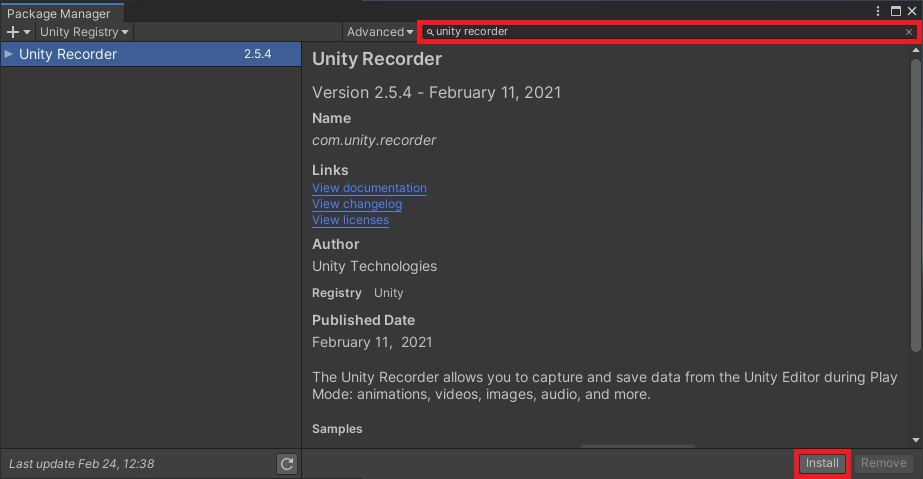 Package Manager
Unity Registry
Advanced
unity recorder
Unity Recorder 2.5.4
Unity Recorder
Version 2.5.4 - February 11, 2021
Name
com.unity.recorder
Links
View documentation
View changelog
View licenses
Author
Unity Technologies
Registry Unity
Published Date
February 11, 2021
The Unity Recorder allows you to capture and save data from the Unity Editor during Play
Mode: animations, videos, images, audio, and more.
Samples
Last update Feb 24, 12:38
Install
Remove